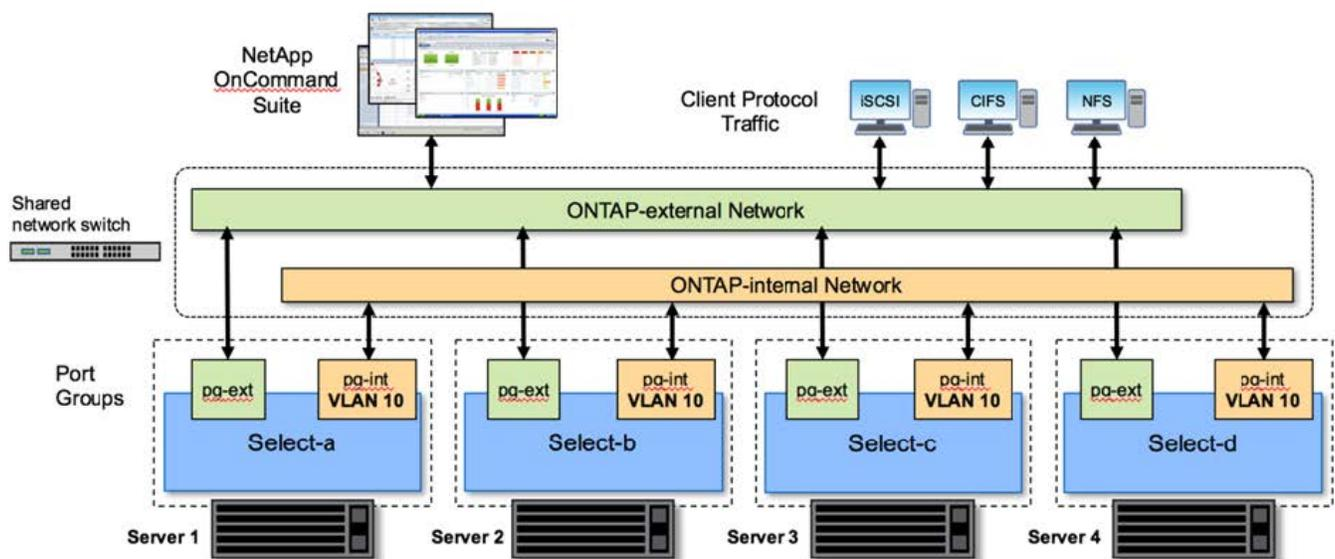 NetApp
OnCommand
Suite
Client Protocol
Traffic
iSCSI
CIFS
NFS
Shared
network switch
ONTAP-external Network
ONTAP-internal Network
Port
Groups
pg-ext
pg-int
VLAN 10
Select-a
pg-ext
pg-int
VLAN 10
Select-b
pg-ext
pg-int
VLAN 10
Select-c
pg-ext
pg-int
VLAN 10
Select-d
Server 1
Server 2
Server 3
Server 4